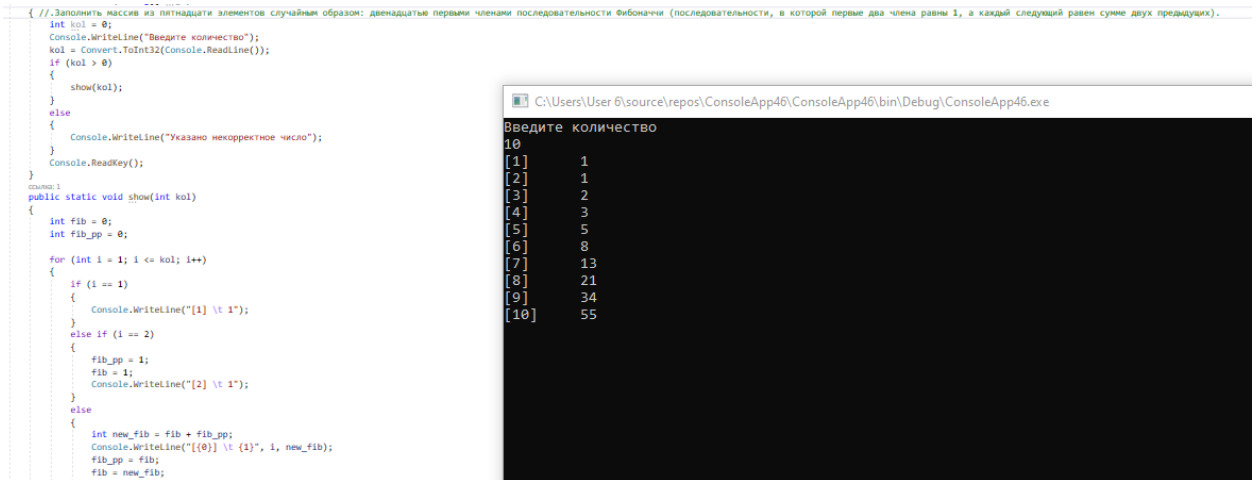 { //.Заполнить массив из пятнадцати элементов случайным образом: двенадцатью первыми членами последовательности Фибоначчи (последовательности, в которой первые два члена равны 1, а каждый следующий равен сумме двух предыдущих).
int kol = 0;
Console.WriteLine("Введите количество");
kol = Convert.ToInt32(Console.ReadLine());
if (kol > 0)
{
show(kol);
}
else
{
Console.WriteLine("Указано некорректное число");
}
Console.ReadKey();
}
ссылка: 1
public static void show(int kol)
{
int fib = 0;
int fib_pp = 0;
for (int i = 1; i <= kol; i++)
{
if (i == 1)
{
Console.WriteLine("[1] \t 1");
}
else if (i == 2)
{
fib_pp = 1;
fib = 1;
Console.WriteLine("[2] \t 1");
}
else
{
int new_fib = fib + fib_pp;
Console.WriteLine("[{0}] \t {1}", i, new_fib);
fib_pp = fib;
fib = new_fib;
C:\Users\User 6\source\repos\ConsoleApp46\ConsoleApp46\bin\Debug\ConsoleApp46.exe
Введите количество
10
[1] 1
[2] 1
[3] 2
[4] 3
[5] 5
[6] 8
[7] 13
[8] 21
[9] 34
[10] 55